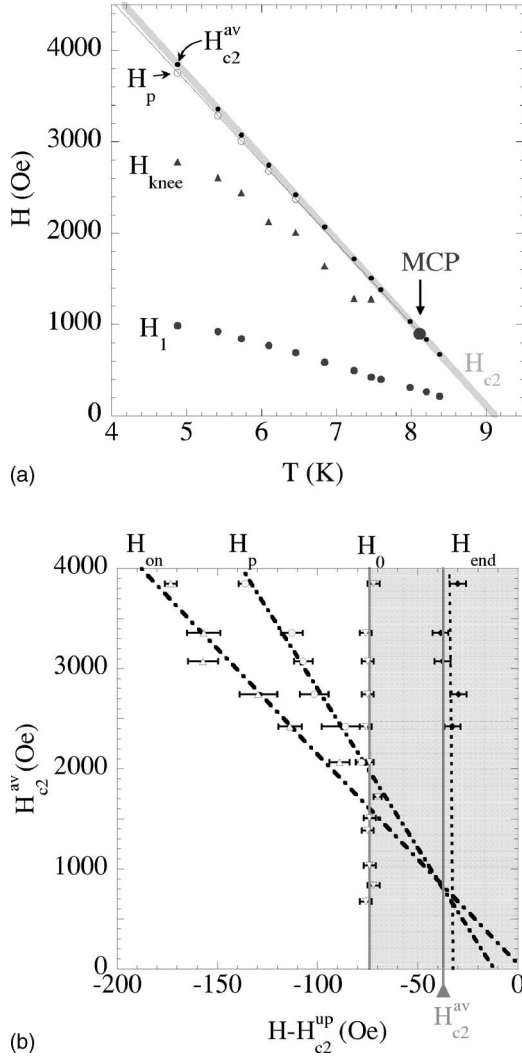 4000
3000
2000
1000
0
H (Oe)
H_c2^av
H_p
H_knee
H_1
MCP
H_c2
4 5 6 7 8 9
T (K)
(a)
H_on H_p H_0 H_end
4000
3000
2000
1000
0
H_c2^av (Oe)
-200 -150 -100 -50 0
H-H_c2^up (Oe)
H_c2^av
(b)